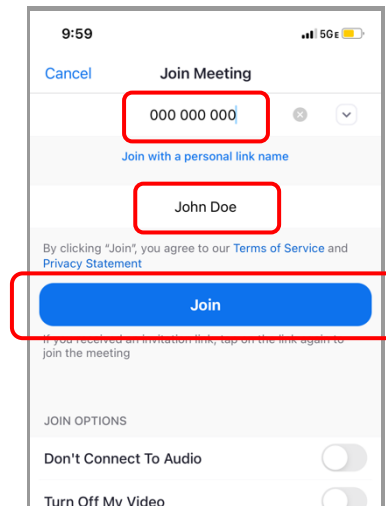 9:59
5GE
Cancel
Join Meeting
000 000 000
Join with a personal link name
John Doe
By clicking "Join", you agree to our Terms of Service and
Privacy Statement
Join
If you received an invitation link, tap on the link again to
join the meeting
JOIN OPTIONS
Don't Connect To Audio
Turn Off My Video